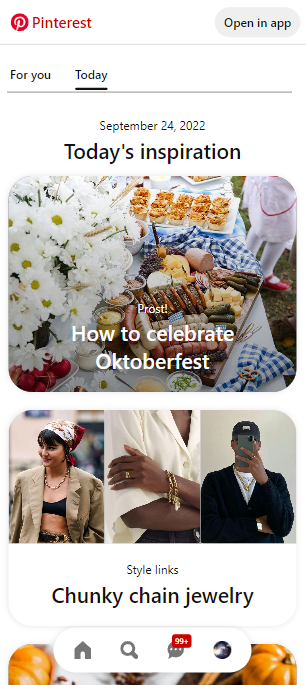 Pinterest
Open in app
For you
Today
September 24, 2022
Today's inspiration
Prost!
How to celebrate
Oktoberfest
Style links
Chunky chain jewelry
99+